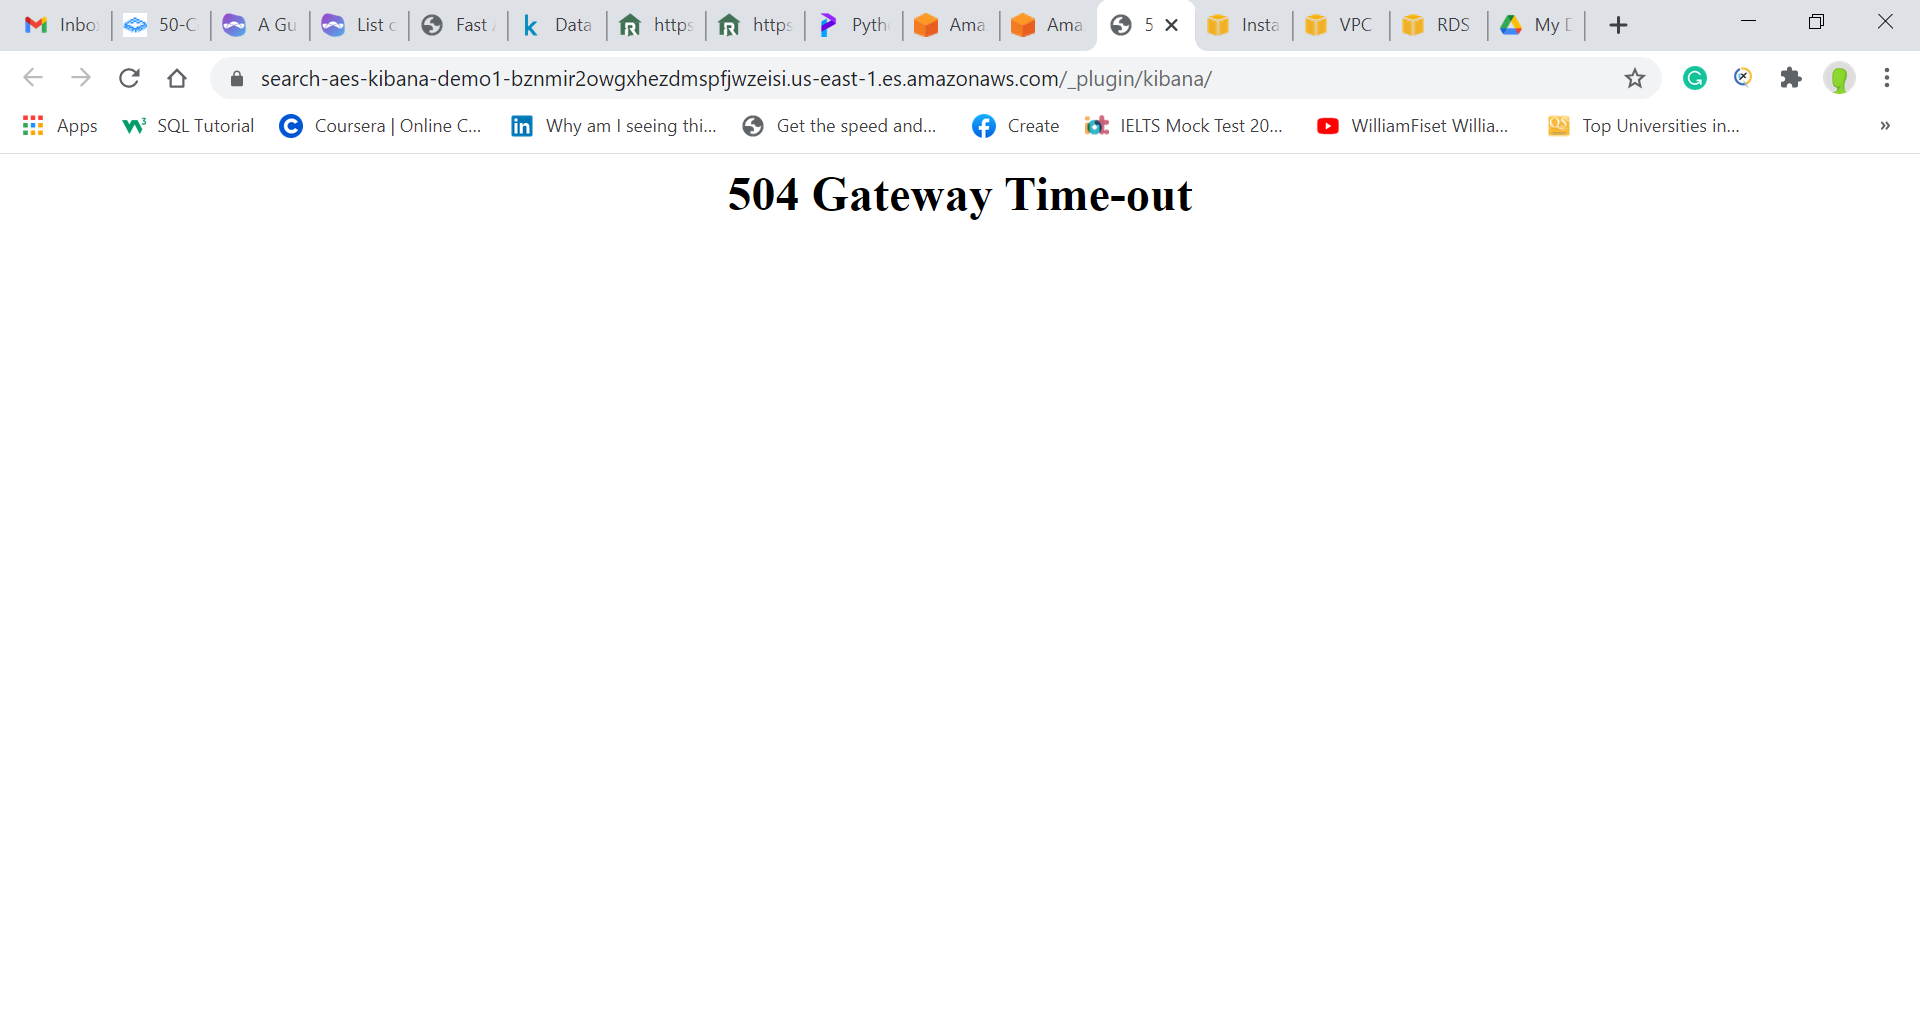 Inbo 50-C A Gu List c Fast Data https https Pyth Ama Ama 5 Insta VPC RDS My D
search-aes-kibana-demo1-bznmir2owgxhezdmspfjwzeisi.us-east-1.es.amazonaws.com/_plugin/kibana/
Apps SQL Tutorial Coursera | Online C... Why am I seeing thi... Get the speed and... Create IELTS Mock Test 20... WilliamFiset Willia... Top Universities in... »
504 Gateway Time-out